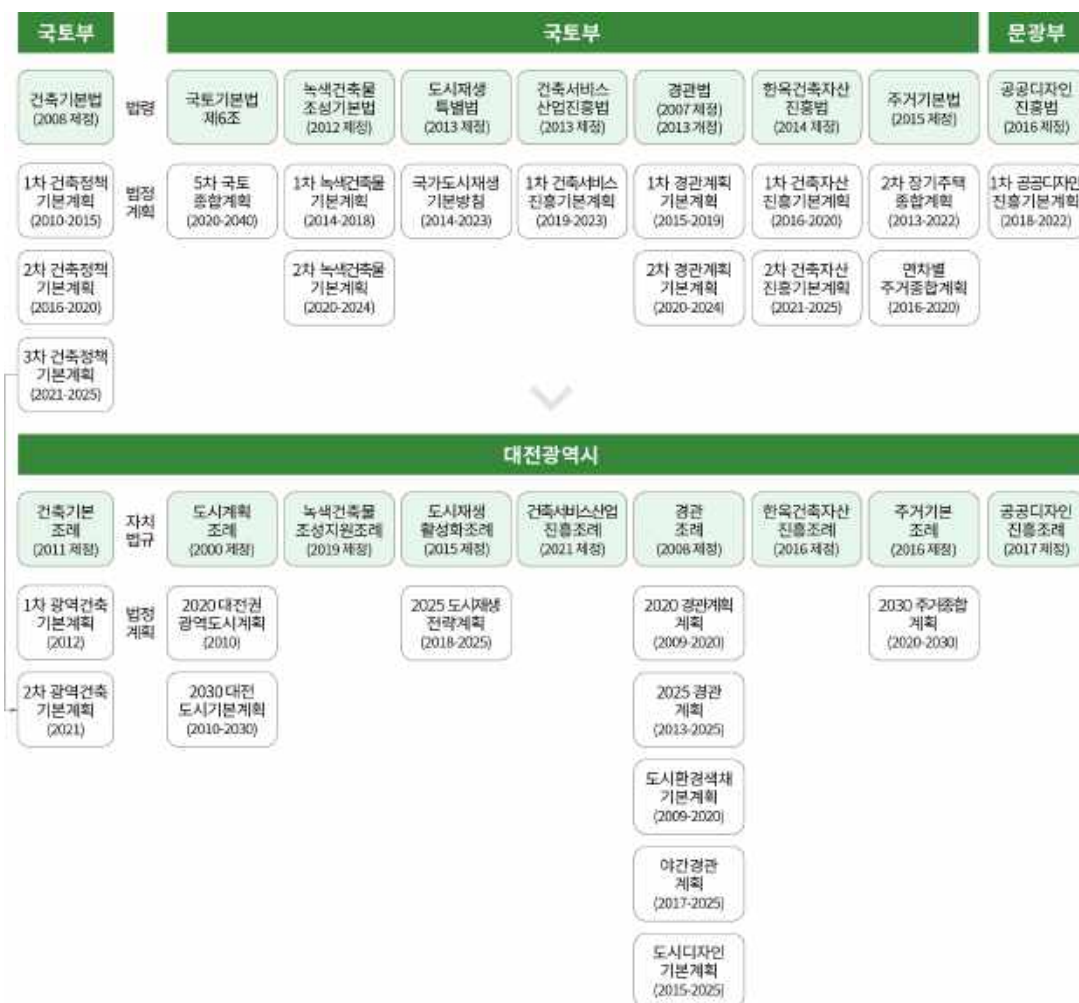 국토부
국토부
문광부
건축기본법
(2008 제정)
법령
국토기본법
제6조
녹색건축물
조성기본법
(2012 제정)
도시재생
특별법
(2013 제정)
건축서비스
산업진흥법
(2013 제정)
경관법
(2007 제정)
(2013 개정)
한옥건축자산
진흥법
(2014 제정)
주거기본법
(2015 제정)
공공디자인
진흥법
(2016 제정)
1차 건축정책
기본계획
(2010-2015)
법정
계획
5차 국토
종합계획
(2020-2040)
1차 녹색건축물
기본계획
(2014-2018)
국가도시재생
기본방침
(2014-2023)
1차 건축서비스
진흥기본계획
(2019-2023)
1차 경관계획
기본계획
(2015-2019)
1차 건축자산
진흥기본계획
(2016-2020)
2차 장기주택
종합계획
(2013-2022)
1차 공공디자인
진흥기본계획
(2018-2022)
2차 건축정책
기본계획
(2016-2020)
2차 녹색건축물
기본계획
(2020-2024)
2차 경관계획
기본계획
(2020-2024)
2차 건축자산
진흥기본계획
(2021-2025)
연차별
주거종합계획
(2016-2020)
3차 건축정책
기본계획
(2021-2025)
대전광역시
건축기본
조례
(2011 제정)
자치
법규
도시계획
조례
(2000 제정)
녹색건축물
조성지원조례
(2019 제정)
도시재생
활성화조례
(2015 제정)
건축서비스산업
진흥조례
(2021 제정)
경관
조례
(2008 제정)
한옥건축자산
진흥조례
(2016 제정)
주거기본
조례
(2016 제정)
공공디자인
진흥조례
(2017 제정)
1차 광역건축
기본계획
(2012)
법정
계획
2020 대전권
광역도시계획
(2010)
2025 도시재생
전략계획
(2018-2025)
2020 경관계획
계획
(2009-2020)
2030 주거종합
계획
(2020-2030)
2차 광역건축
기본계획
(2021)
2030 대전
도시기본계획
(2010-2030)
2025 경관
계획
(2013-2025)
도시환경색채
기본계획
(2009-2020)
야간경관
계획
(2017-2025)
도시디자인
기본계획
(2015-2025)